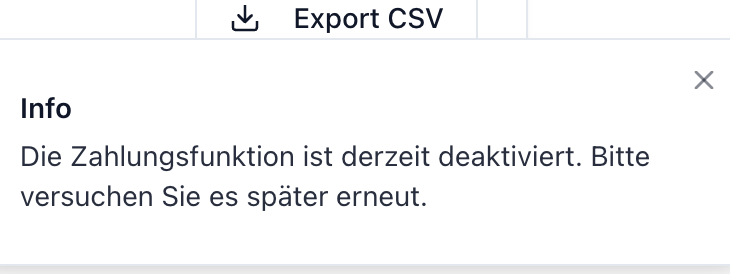 Export CSV
Info
Die Zahlungsfunktion ist derzeit deaktiviert. Bitte
versuchen Sie es später erneut.